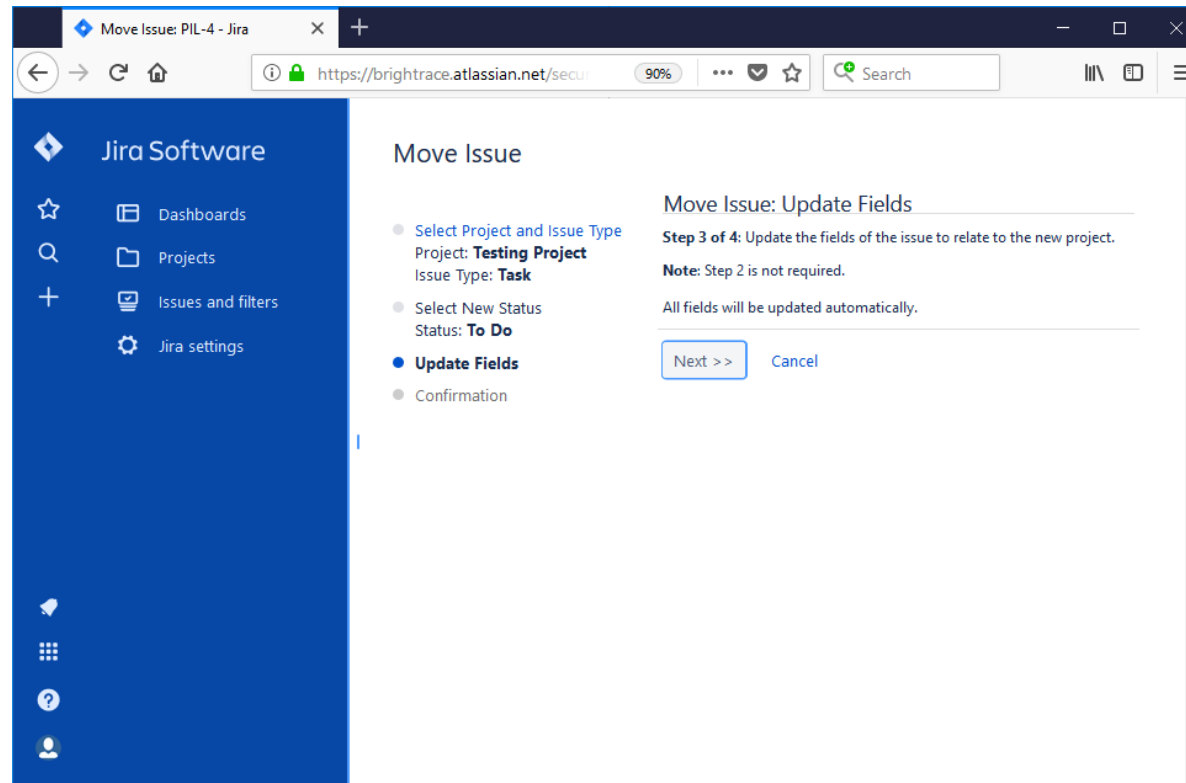 Move Issue: PIL-4 - Jira
https://brightrace.atlassian.net/secu
90%
Search
Jira Software
Dashboards
Projects
Issues and filters
Jira settings
Move Issue
Select Project and Issue Type
Project: Testing Project
Issue Type: Task
Select New Status
Status: To Do
Update Fields
Confirmation
Move Issue: Update Fields
Step 3 of 4: Update the fields of the issue to relate to the new project.
Note: Step 2 is not required.
All fields will be updated automatically.
Next >>
Cancel